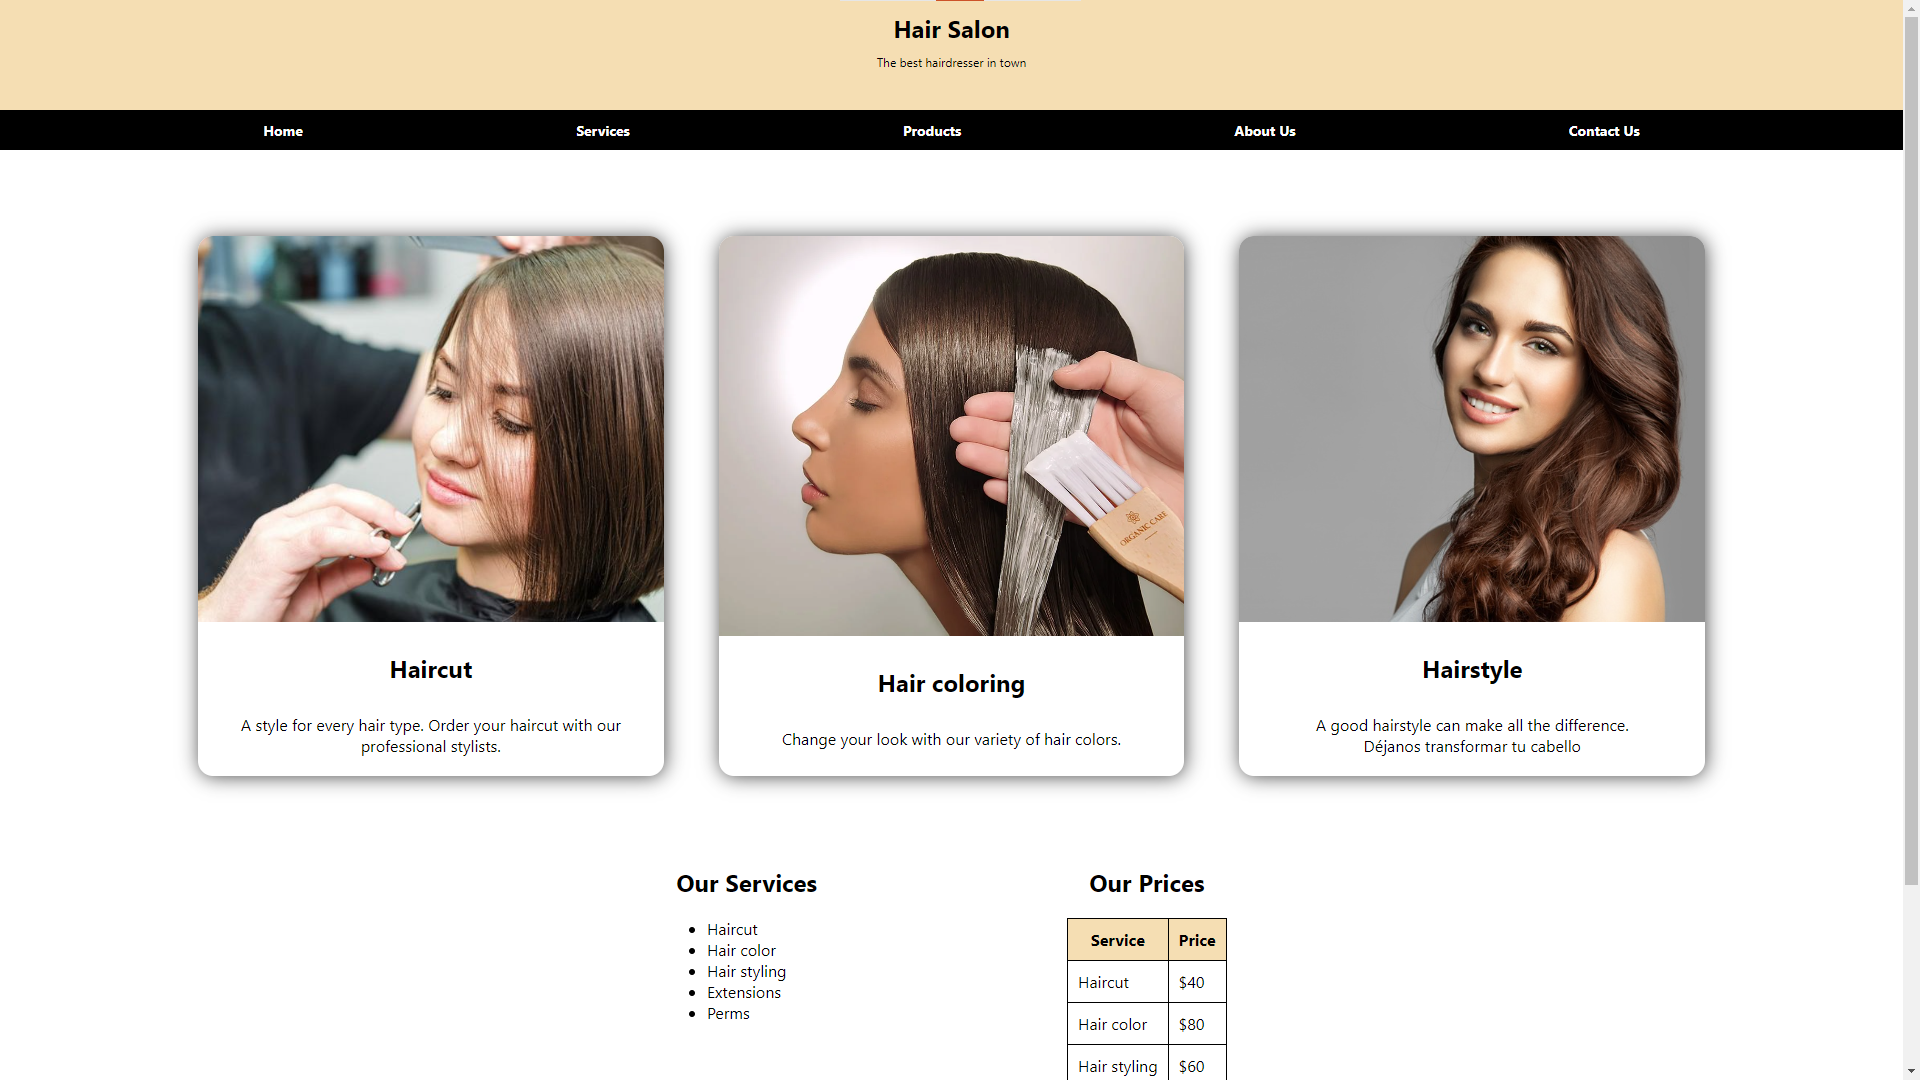 Hair Salon
The best hairdresser in town
Home Services Products About Us Contact Us
ORGANIC CARE
Haircut
A style for every hair type. Order your haircut with our
professional stylists.
Hair coloring
Change your look with our variety of hair colors.
Hairstyle
A good hairstyle can make all the difference.
Déjanos transformar tu cabello
Our Services
Haircut
Hair color
Hair styling
Extensions
Perms
Our Prices
Service Price
Haircut $40
Hair color $80
Hair styling $60